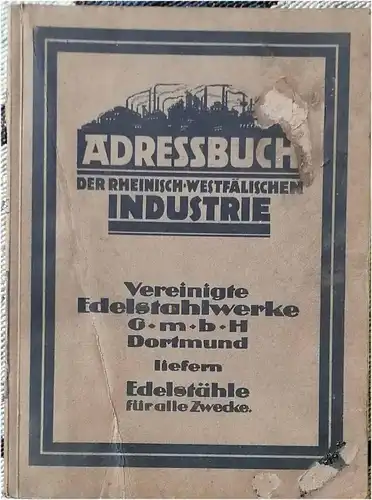 ADRESSBUCH
DER RHEINISCH-WESTFÄLISCHEN
INDUSTRIE
Vereinigte
Edelstahlwerke
G·m·b·H
Dortmund
liefern
Edelstähle
für alle Zwecke.